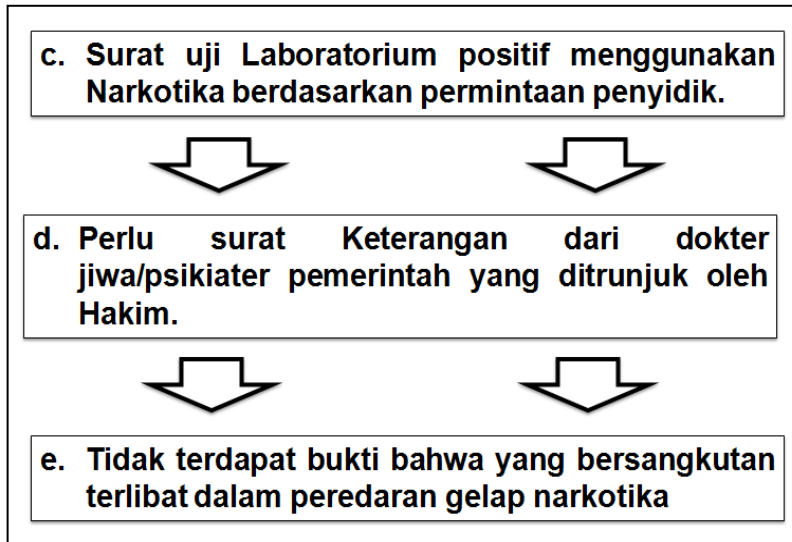 c. Surat uji Laboratorium positif menggunakan
Narkotika berdasarkan permintaan penyidik.
d. Perlu surat Keterangan dari dokter
jiwa/psikiater pemerintah yang ditrunjuk oleh
Hakim.
e. Tidak terdapat bukti bahwa yang bersangkutan
terlibat dalam peredaran gelap narkotika